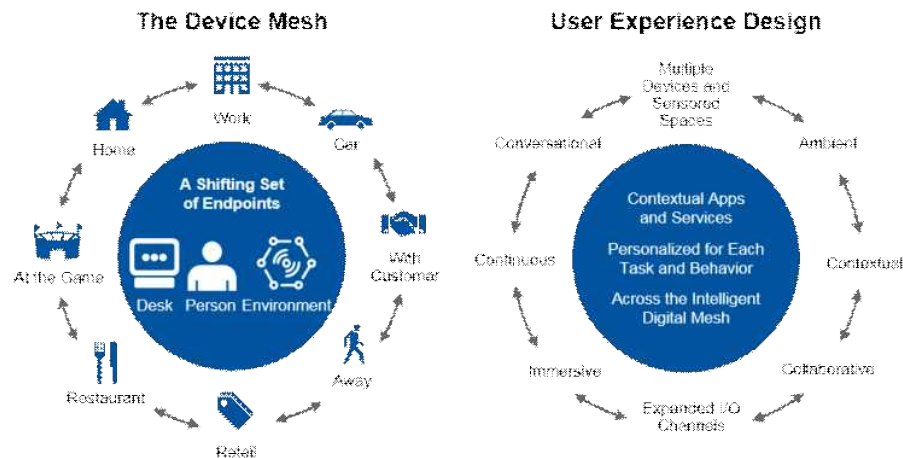 The Device Mesh
Work
Home
Car
A Shifting Set
of Endpoints
At the Game
With
Customer
Desk
Person
Environment
Restaurant
Away
Retail
User Experience Design
Multiple
Devices and
Sensored
Spaces
Conversational
Ambient
Contextual Apps
and Services
Continuous
Personalized for Each
Task and Behavior
Contextual
Across the Intelligent
Digital Mesh
Immersive
Collaborative
Expanded I/O
Channels